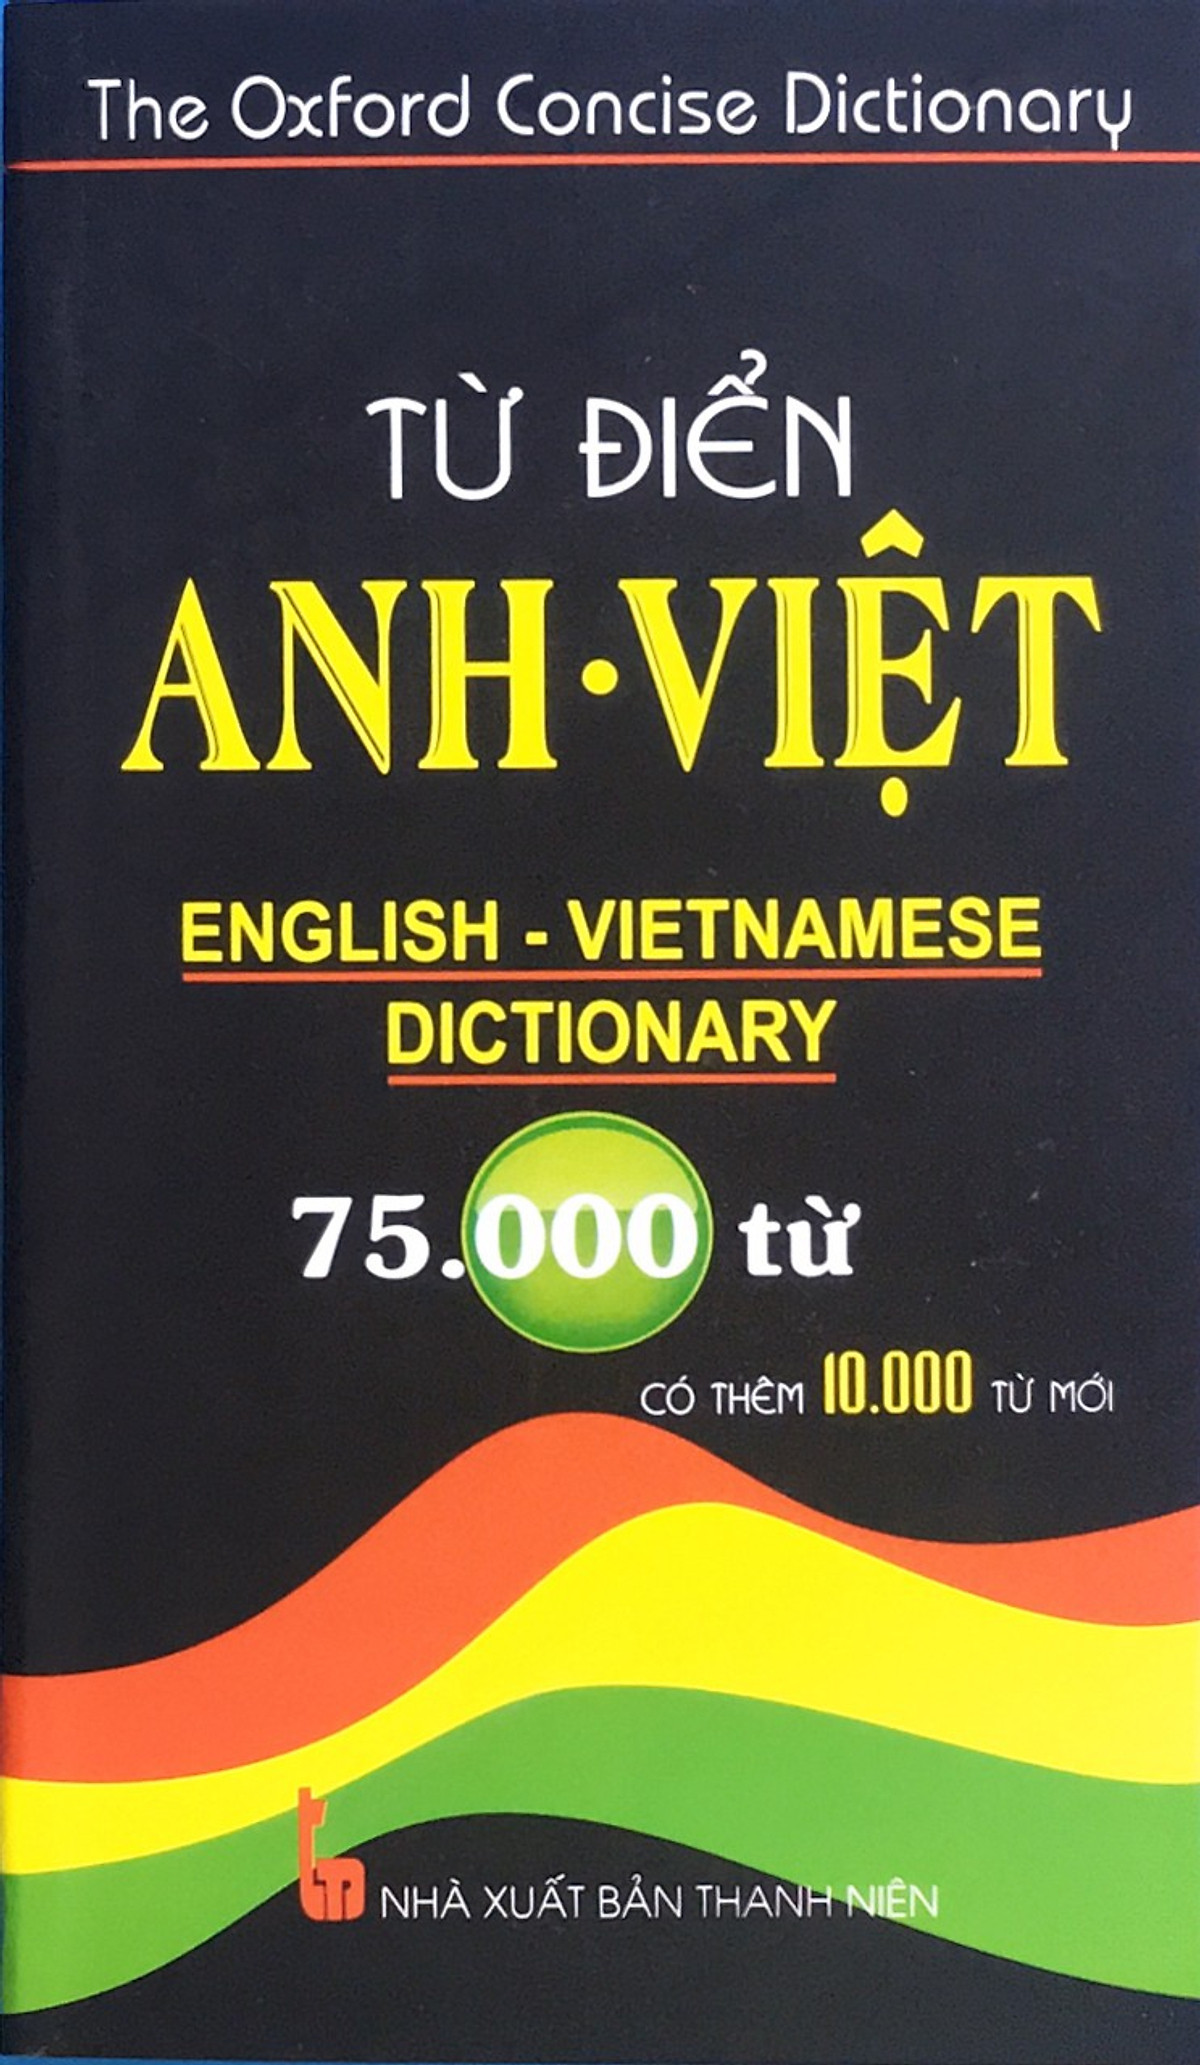 The Oxford Concise Dictionary
TỪ ĐIỂN
ANH·VIỆT
ENGLISH - VIETNAMESE
DICTIONARY
75.000 từ
CÓ THÊM 10.000 TỪ MỚI
NHÀ XUẤT BẢN THANH NIÊN